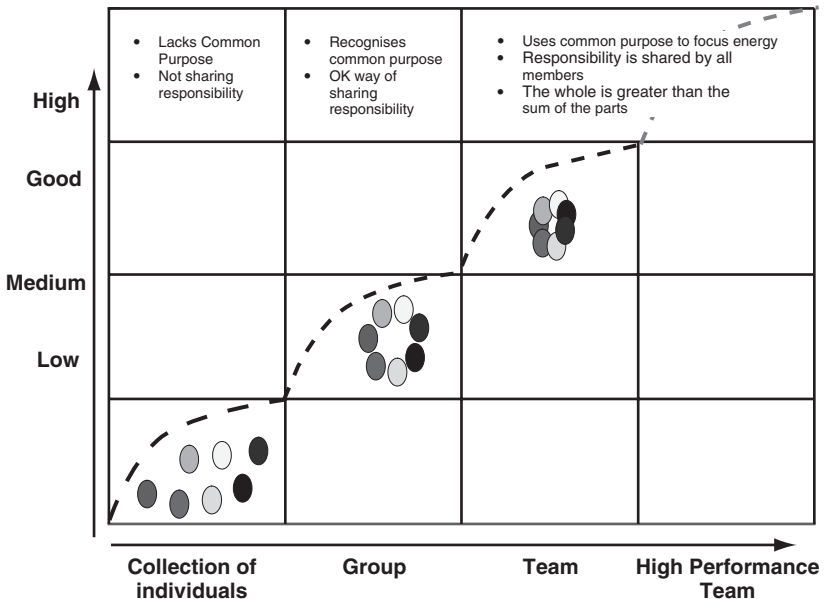 • Lacks Common
Purpose
• Not sharing
responsibility
• Recognises
common purpose
• OK way of
sharing
responsibility
• Uses common purpose to focus energy
• Responsibility is shared by all
members
• The whole is greater than the
sum of the parts
High
Good
Medium
Low
Collection of
individuals
Group
Team
High Performance
Team